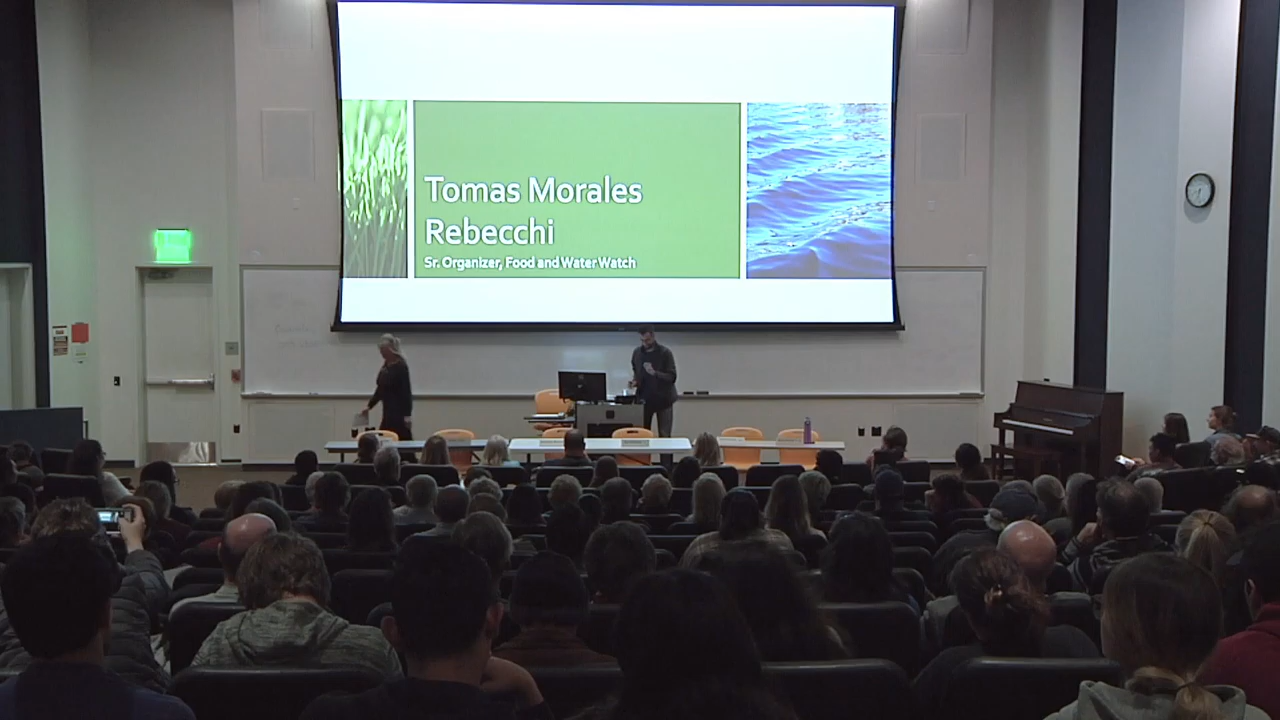 Tomas Morales
Rebecchi
Sr. Organizer, Food and Water Watch